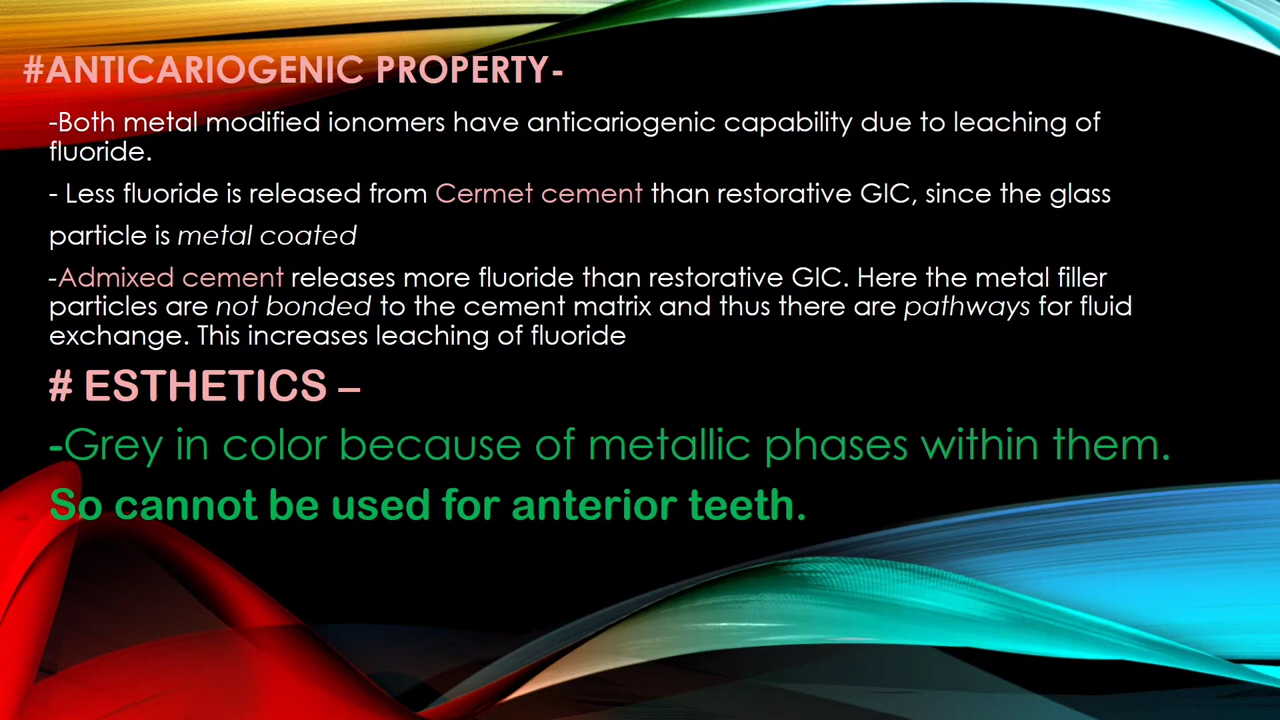 #ANTICARIOGENIC PROPERTY-
-Both metal modified ionomers have anticariogenic capability due to leaching of
fluoride.
- Less fluoride is released from Cermet cement than restorative GIC, since the glass
particle is metal coated
-Admixed cement releases more fluoride than restorative GIC. Here the metal filler
particles are not bonded to the cement matrix and thus there are pathways for fluid
exchange. This increases leaching of fluoride
# ESTHETICS –
-Grey in color because of metallic phases within them.
So cannot be used for anterior teeth.